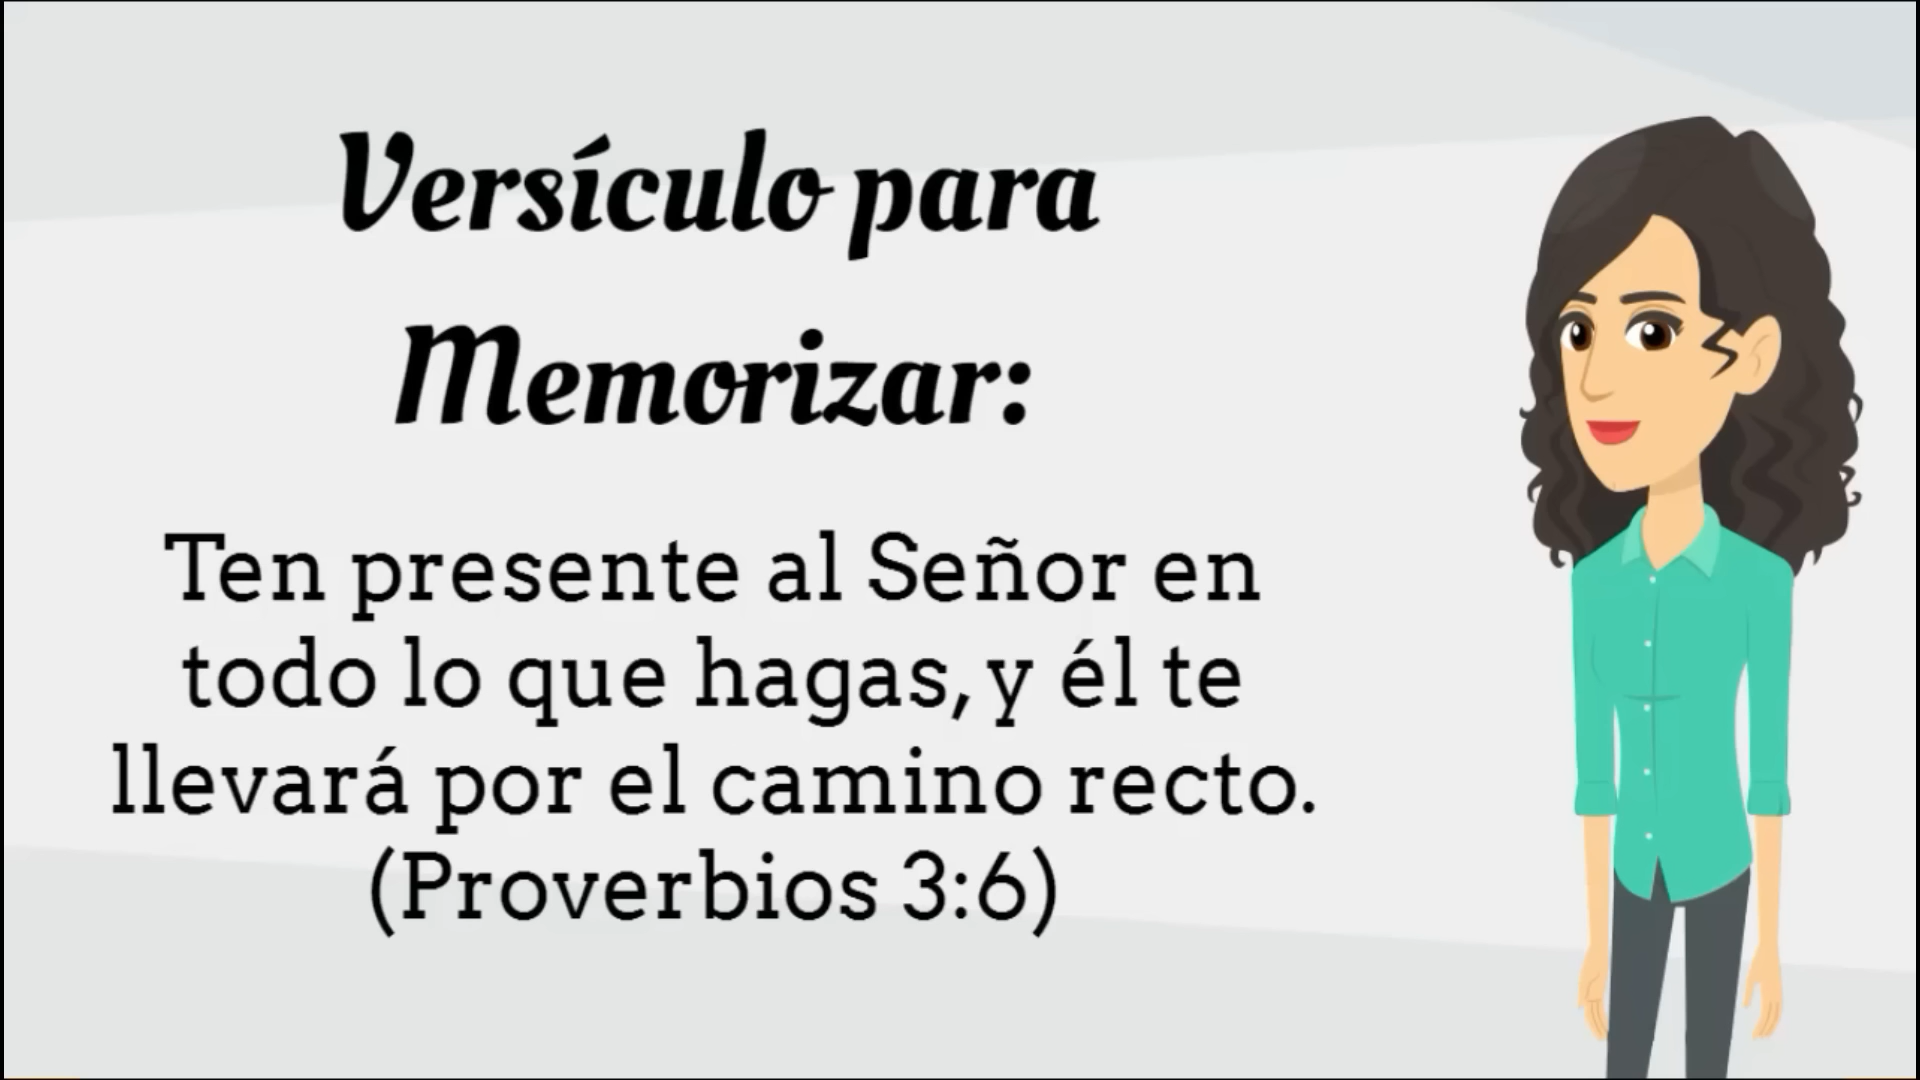 Versículo para
Memorizar:
Ten presente al Señor en
todo lo que hagas, y él te
llevará por el camino recto.
(Proverbios 3:6)